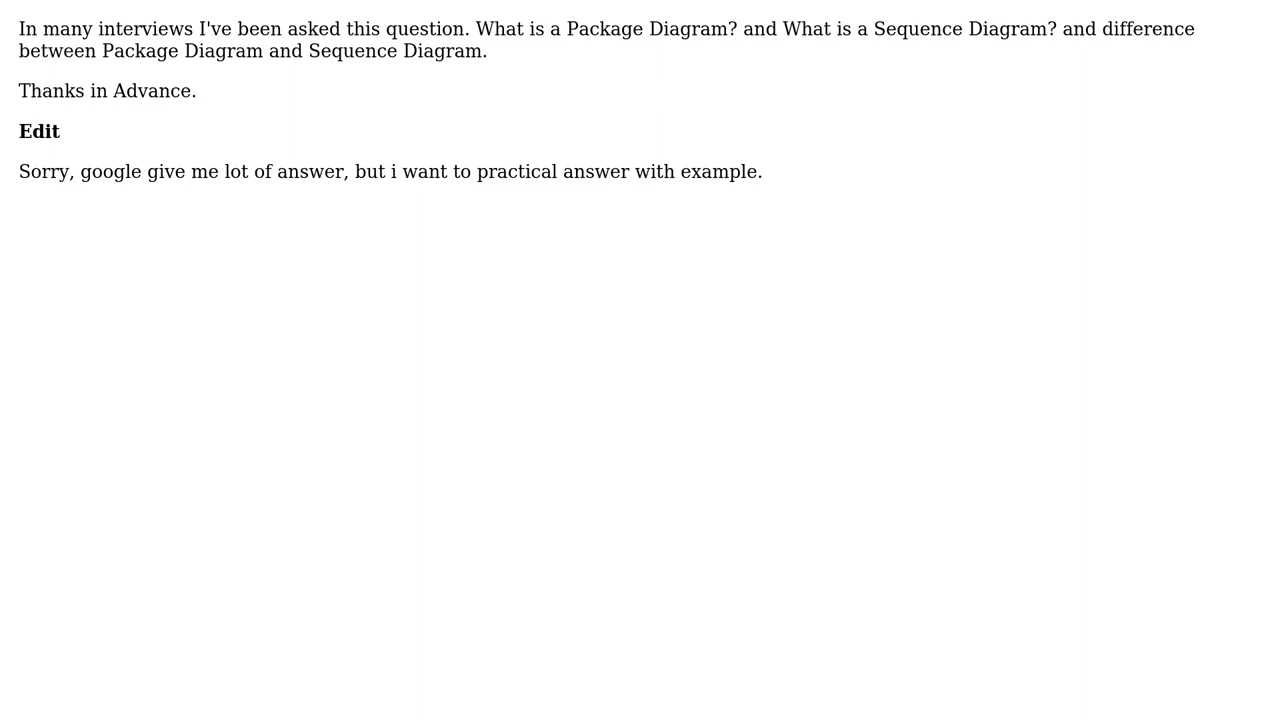 In many interviews I've been asked this question. What is a Package Diagram? and What is a Sequence Diagram? and difference
between Package Diagram and Sequence Diagram.
Thanks in Advance.
Edit
Sorry, google give me lot of answer, but i want to practical answer with example.